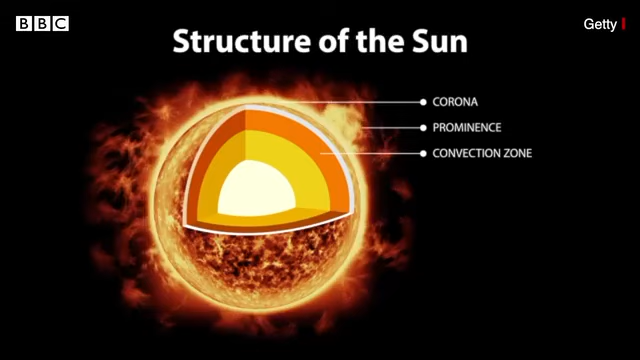 BBC
Getty
Structure of the Sun
CORONA
PROMINENCE
CONVECTION ZONE